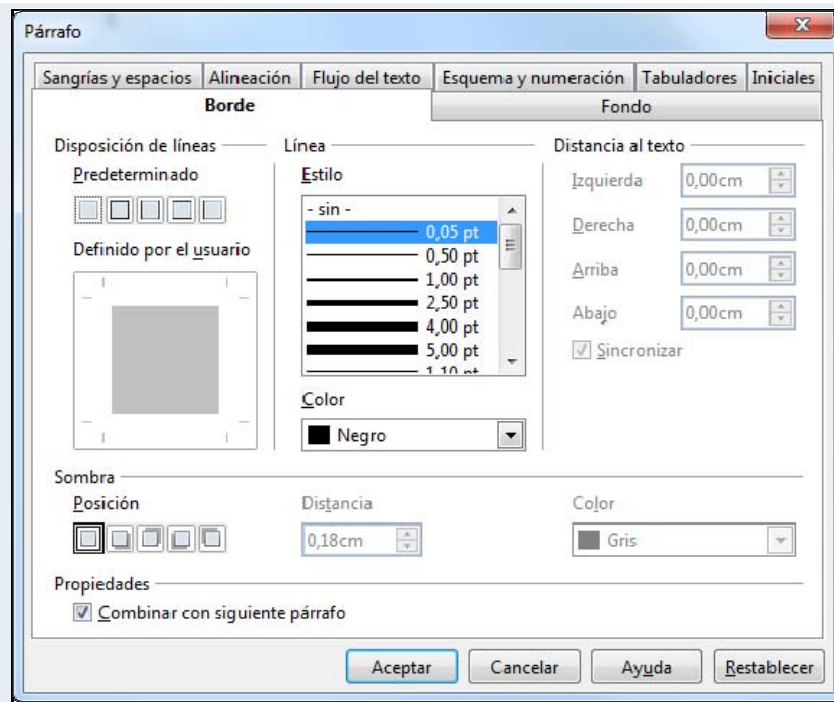 Párrafo
Sangrías y espacios Alineación Flujo del texto Esquema y numeración Tabuladores Iniciales
Borde Fondo
Disposición de líneas Línea Distancia al texto
Predeterminado Estilo Izquierda 0,00cm
- sin -
0,05 pt
Derecha 0,00cm
Definido por el usuario 0,50 pt
1,00 pt
Arriba 0,00cm
2,50 pt
Abajo 0,00cm
4,00 pt
5,00 pt
Sincronizar
1,10 pt
Color
Negro
Sombra
Posición Distancia Color
0,18cm Gris
Propiedades
Combinar con siguiente párrafo
Aceptar Cancelar Ayuda Restablecer